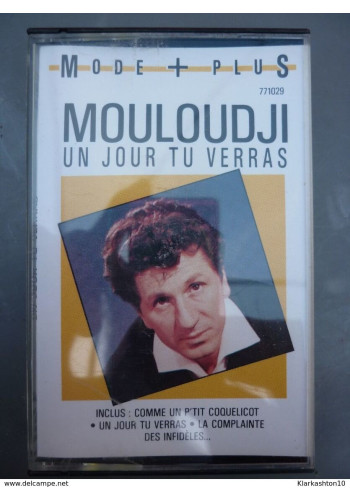 MODE + PLUS
771029
MOULOUDJI
UN JOUR TU VERRAS
INCLUS : COMME UN P'TIT COQUELICOT
• UN JOUR TU VERRAS • LA COMPLAINTE
DES INFIDÈLES...
delcampe.net
Klarkashton10